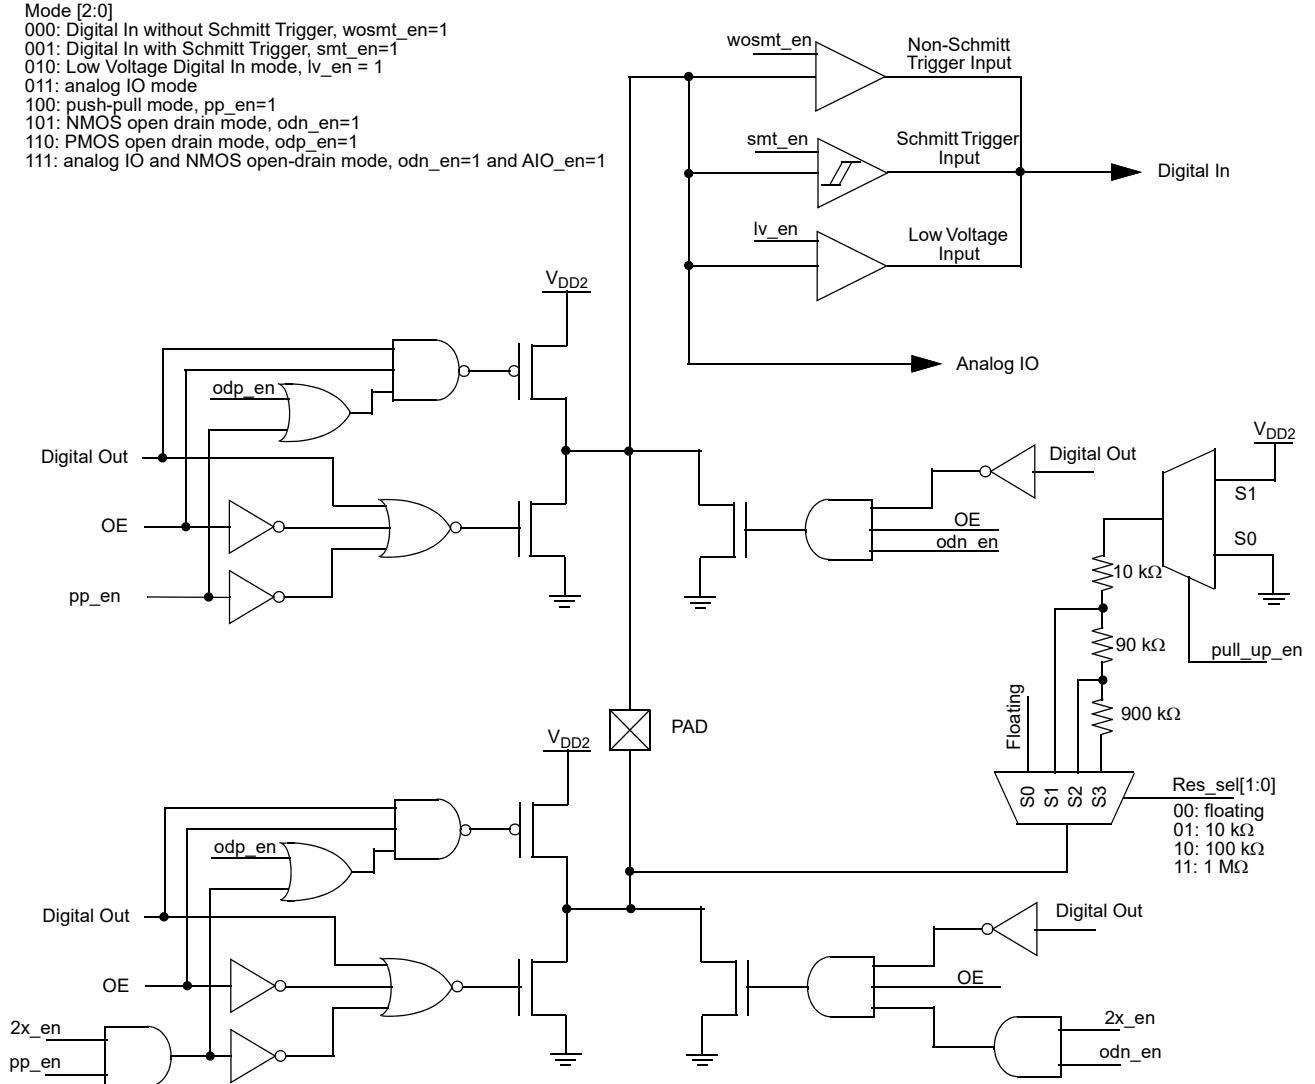 Mode [2:0]
000: Digital In without Schmitt Trigger, wosmt_en=1
001: Digital In with Schmitt Trigger, smt_en=1
010: Low Voltage Digital In mode, lv_en = 1
011: analog IO mode
100: push-pull mode, pp_en=1
101: NMOS open drain mode, odn_en=1
110: PMOS open drain mode, odp_en=1
111: analog IO and NMOS open-drain mode, odn_en=1 and AIO_en=1
wosmt_en
Non-Schmitt
Trigger Input
smt_en
Schmitt Trigger
Input
Digital In
lv_en
Low Voltage
Input
Analog IO
VDD2
odp_en
Digital Out
OE
pp_en
Digital Out
OE
odn_en
VDD2
S1
S0
10 kΩ
90 kΩ
900 kΩ
pull_up_en
Floating
S0
S1
S2
S3
Res_sel[1:0]
00: floating
01: 10 kΩ
10: 100 kΩ
11: 1 MΩ
PAD
VDD2
odp_en
Digital Out
OE
2x_en
pp_en
Digital Out
OE
2x_en
odn_en